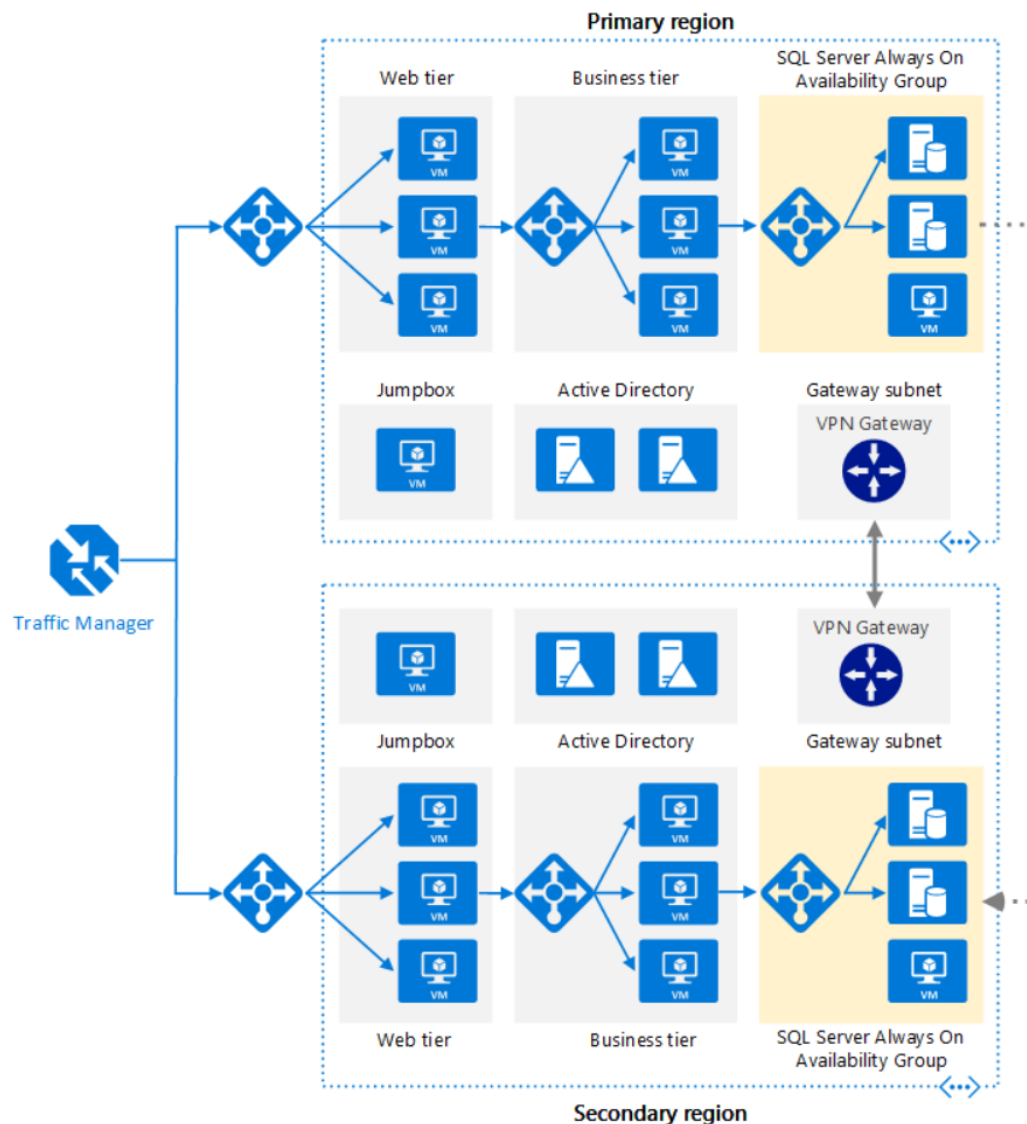 Primary region
Web tier
Business tier
SQL Server Always On
Availability Group
VM
VM
VM
VM
VM
VM
VM
Jumpbox
Active Directory
Gateway subnet
VPN Gateway
VM
Traffic Manager
VPN Gateway
VM
Jumpbox
Active Directory
Gateway subnet
VM
VM
VM
VM
VM
VM
VM
Web tier
Business tier
SQL Server Always On
Availability Group
Secondary region